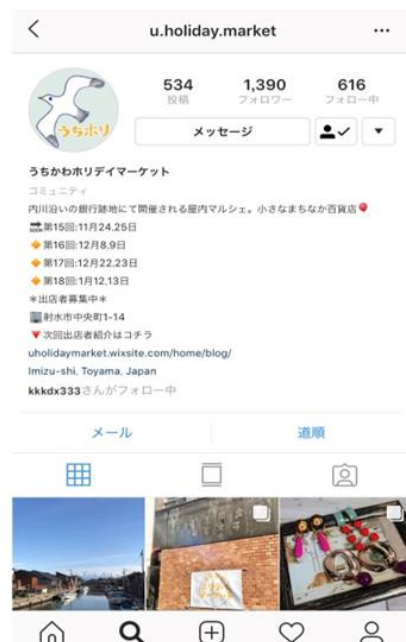 u.holiday.market
うちホリ
534
投稿
1,390
フォロワー
616
フォロー中
メッセージ
うちかわホリデイマーケット
コミュニティ
内川沿いの銀行跡地にて開催される屋内マルシェ。小さなまちなか百貨店
第15回:11月24,25日
第16回:12月8,9日
第17回:12月22,23日
第18回:1月12,13日
*出店者募集中*
射水市中央町1-14
次回出店者紹介はコチラ
uholidaymarket.wixsite.com/home/blog/
Imizu-shi, Toyama, Japan
kkkdx333さんがフォロー中
メール
道順